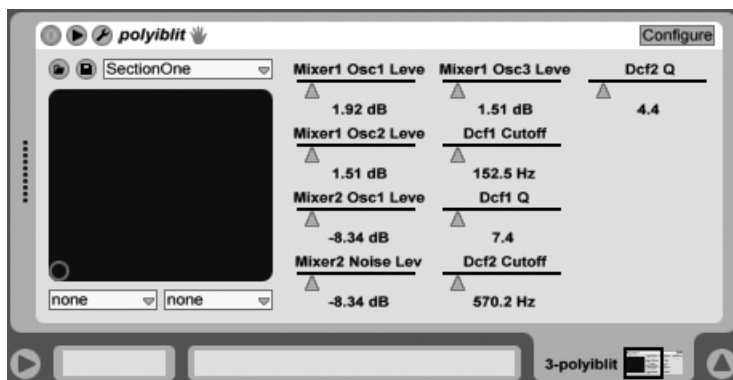 polyiblit
Configure
SectionOne
Mixer1 Osc1 Leve
1.92 dB
Mixer1 Osc2 Leve
1.51 dB
Mixer2 Osc1 Leve
-8.34 dB
Mixer2 Noise Lev
-8.34 dB
Mixer1 Osc3 Leve
1.51 dB
Dcf1 Cutoff
152.5 Hz
Dcf1 Q
7.4
Dcf2 Cutoff
570.2 Hz
Dcf2 Q
4.4
none
none
3-polyiblit